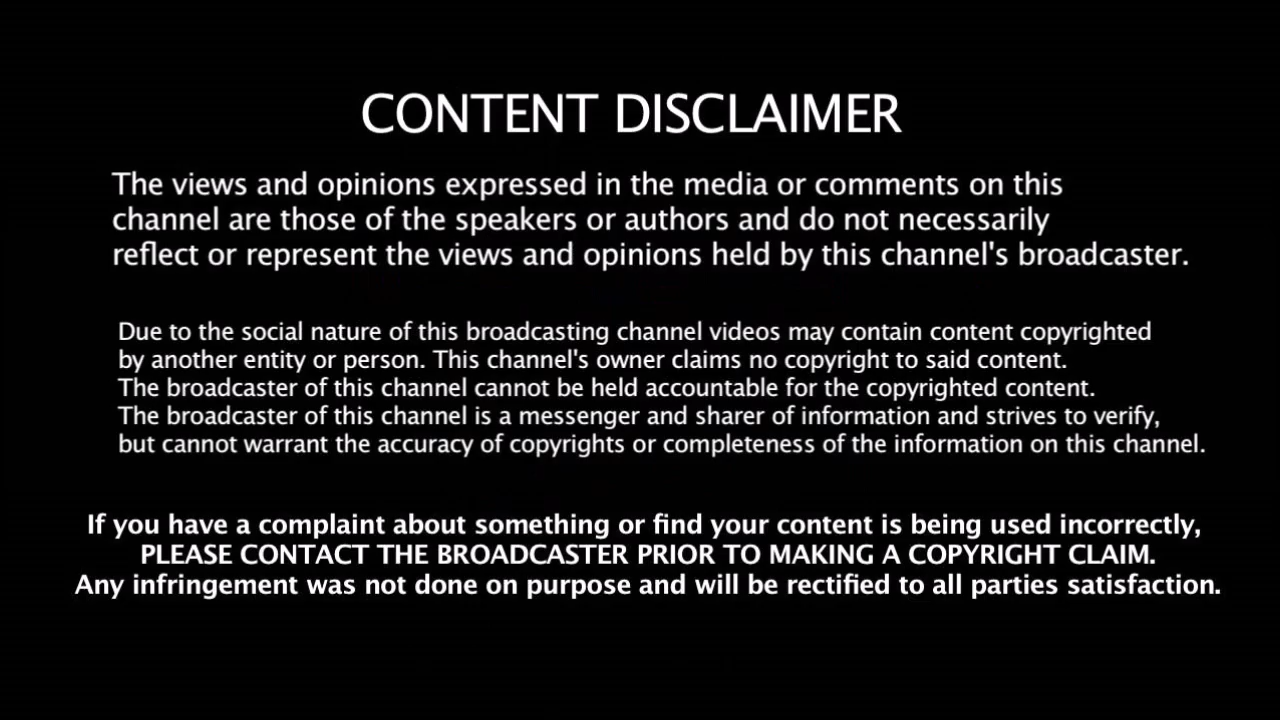 CONTENT DISCLAIMER
The views and opinions expressed in the media or comments on this
channel are those of the speakers or authors and do not necessarily
reflect or represent the views and opinions held by this channel's broadcaster.
Due to the social nature of this broadcasting channel videos may contain content copyrighted
by another entity or person. This channel's owner claims no copyright to said content.
The broadcaster of this channel cannot be held accountable for the copyrighted content.
The broadcaster of this channel is a messenger and sharer of information and strives to verify,
but cannot warrant the accuracy of copyrights or completeness of the information on this channel.
If you have a complaint about something or find your content is being used incorrectly,
PLEASE CONTACT THE BROADCASTER PRIOR TO MAKING A COPYRIGHT CLAIM.
Any infringement was not done on purpose and will be rectified to all parties satisfaction.